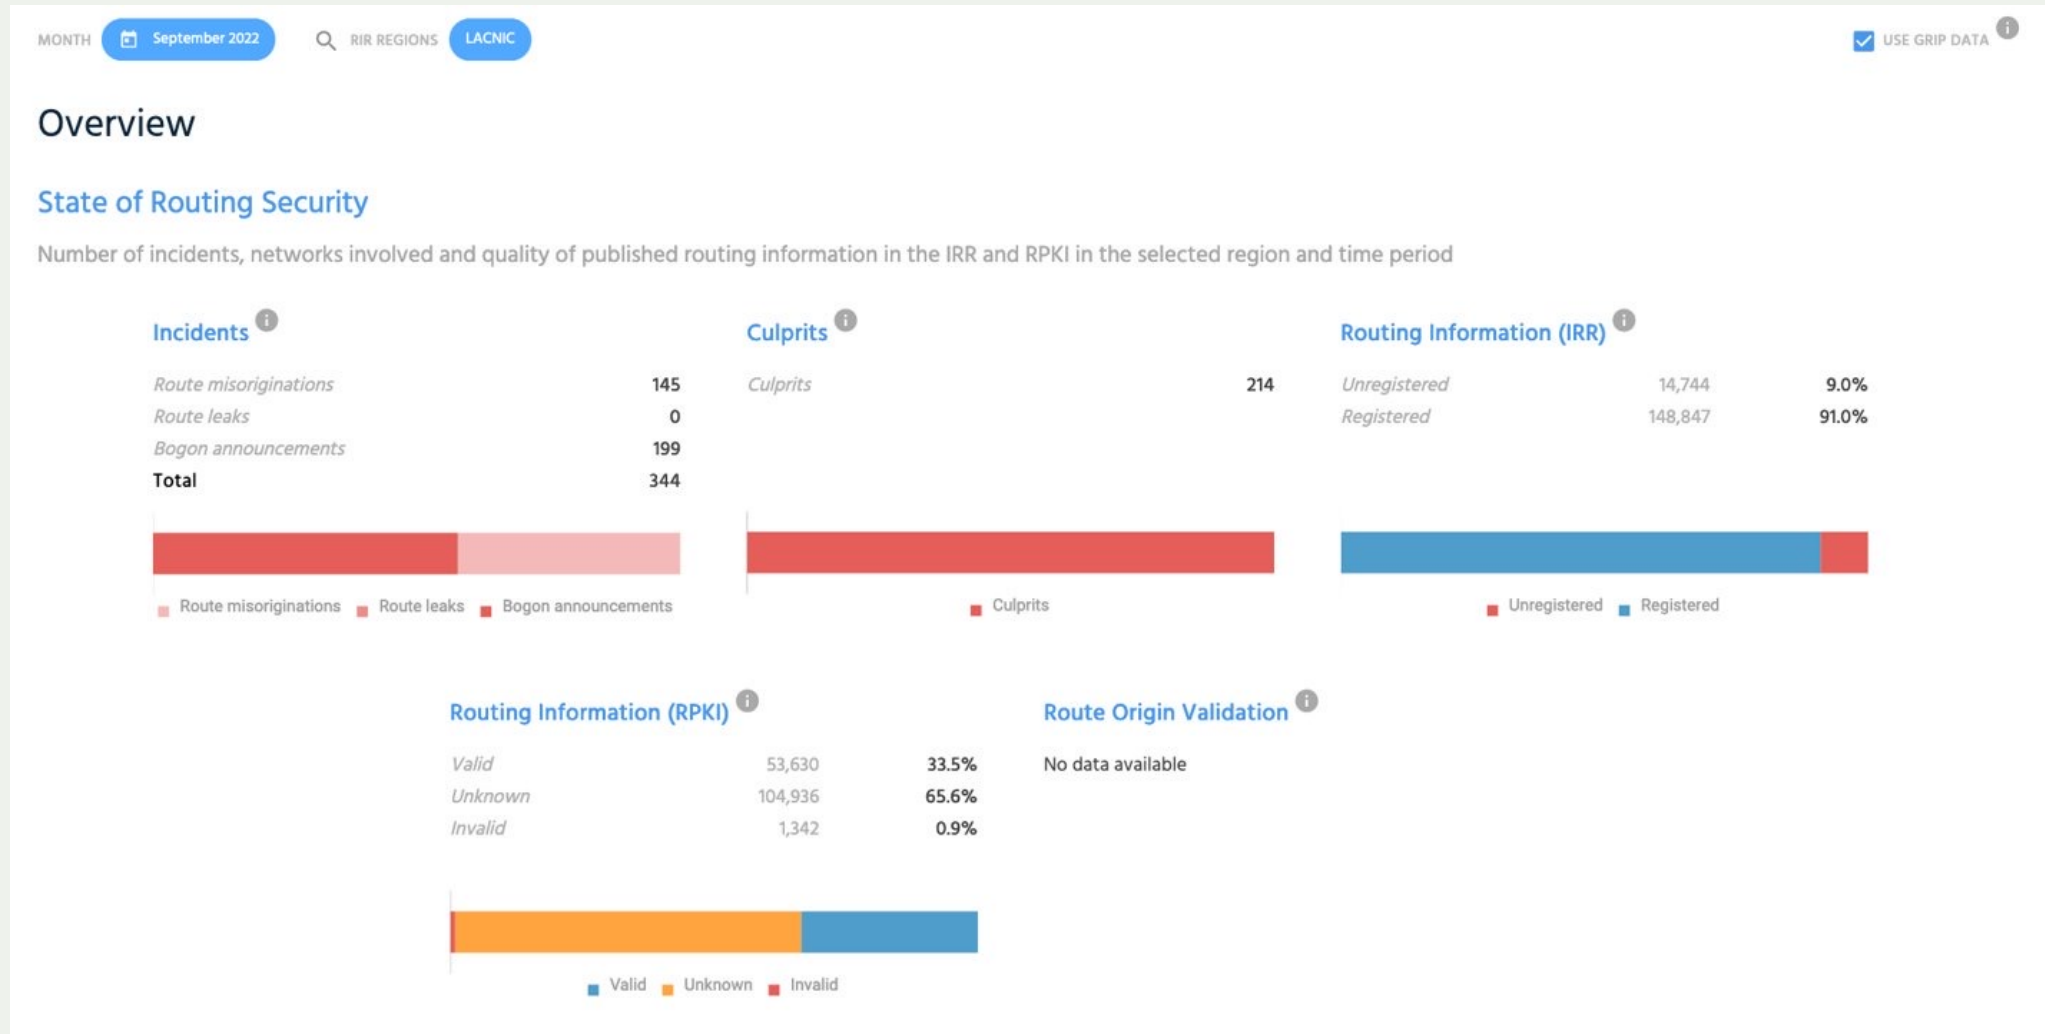 MONTH September 2022 RIR REGIONS LACNIC USE GRIP DATA i
Overview
State of Routing Security
Number of incidents, networks involved and quality of published routing information in the IRR and RPKI in the selected region and time period
Incidents i
Route misoriginations 145
Route leaks 0
Bogon announcements 199
Total 344
Route misoriginations Route leaks Bogon announcements
Culprits i
Culprits 214
Culprits
Routing Information (IRR) i
Unregistered 14,744 9.0%
Registered 148,847 91.0%
Unregistered Registered
Routing Information (RPKI) i
Valid 53,630 33.5%
Unknown 104,936 65.6%
Invalid 1,342 0.9%
Valid Unknown Invalid
Route Origin Validation i
No data available